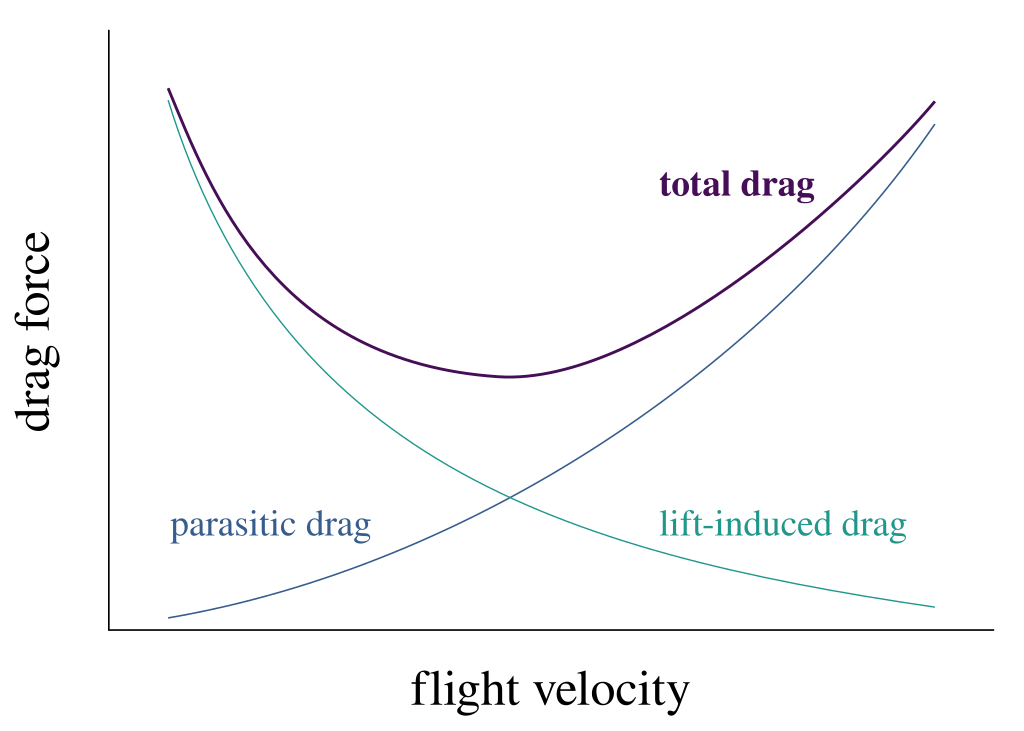 total drag
drag force
parasitic drag
lift-induced drag
flight velocity